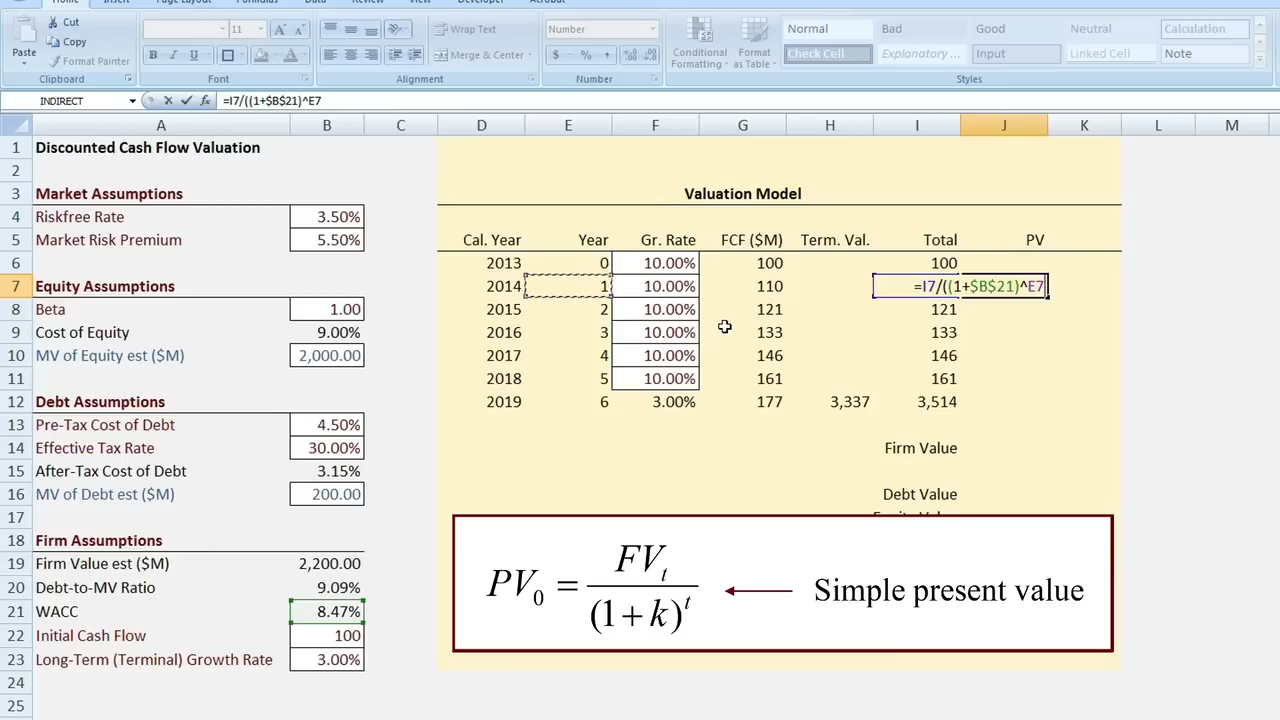 Home Insert Page Layout Formulas Data Review View Developer Acrobat
Cut
Copy
Format Painter
Paste
Clipboard
11
Font
Wrap Text
Merge & Center
Alignment
Number
Number
Conditional Formatting
Format as Table
Normal Bad Good Neutral Calculation
Check Cell Explanatory ... Input Linked Cell Note
Styles
INDIRECT =I7/((1+$B$21)^E7
A B C D E F G H I J K L M
1 Discounted Cash Flow Valuation
2
3 Market Assumptions Valuation Model
4 Riskfree Rate 3.50%
5 Market Risk Premium 5.50% Cal. Year Year Gr. Rate FCF ($M) Term. Val. Total PV
6 2013 0 10.00% 100 100
7 Equity Assumptions 2014 1 10.00% 110 =I7/((1+$B$21)^E7
8 Beta 1.00 2015 2 10.00% 121 121
9 Cost of Equity 9.00% 2016 3 10.00% 133 133
10 MV of Equity est ($M) 2,000.00 2017 4 10.00% 146 146
11 2018 5 10.00% 161 161
12 Debt Assumptions 2019 6 3.00% 177 3,337 3,514
13 Pre-Tax Cost of Debt 4.50%
14 Effective Tax Rate 30.00% Firm Value
15 After-Tax Cost of Debt 3.15%
16 MV of Debt est ($M) 200.00 Debt Value
17
18 Firm Assumptions
19 Firm Value est ($M) 2,200.00
20 Debt-to-MV Ratio 9.09%
21 WACC 8.47%
22 Initial Cash Flow 100
23 Long-Term (Terminal) Growth Rate 3.00%
24
25
PV0 = FVt / (1 + k)^t Simple present value